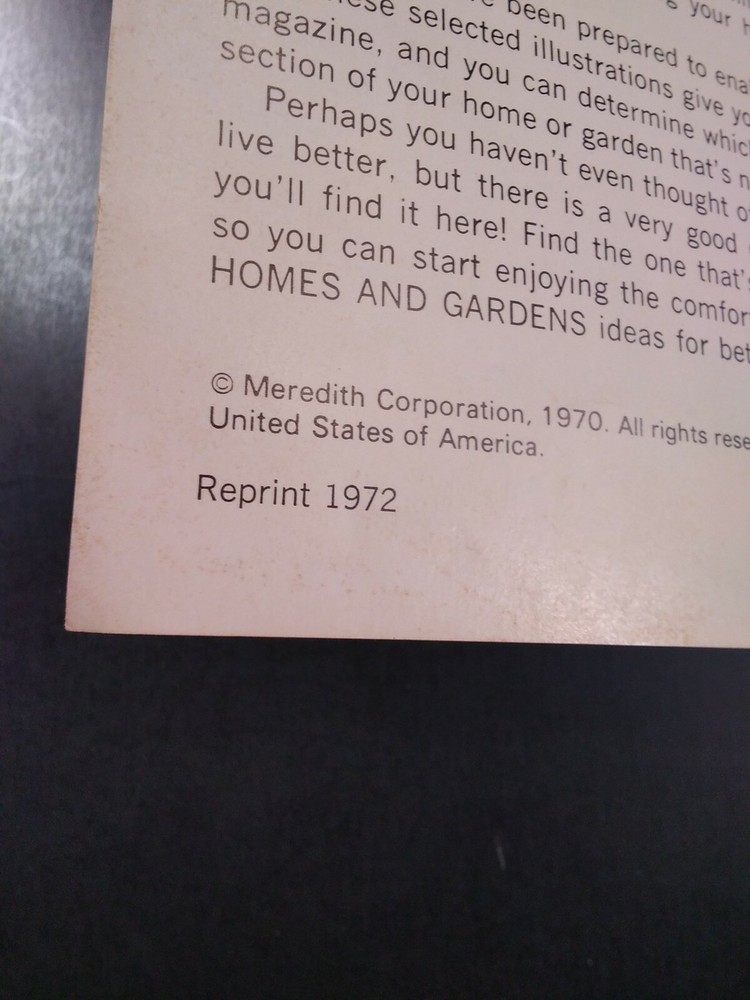 your
been prepared to
selected illustrations give
magazine, and you can determine
section of your home or garden that's
Perhaps you haven't even thought
live better, but there is a very good
you'll find it here! Find the one that's
so you can start enjoying the
HOMES AND GARDENS ideas for
© Meredith Corporation, 1970. All rights
United States of America.
Reprint 1972